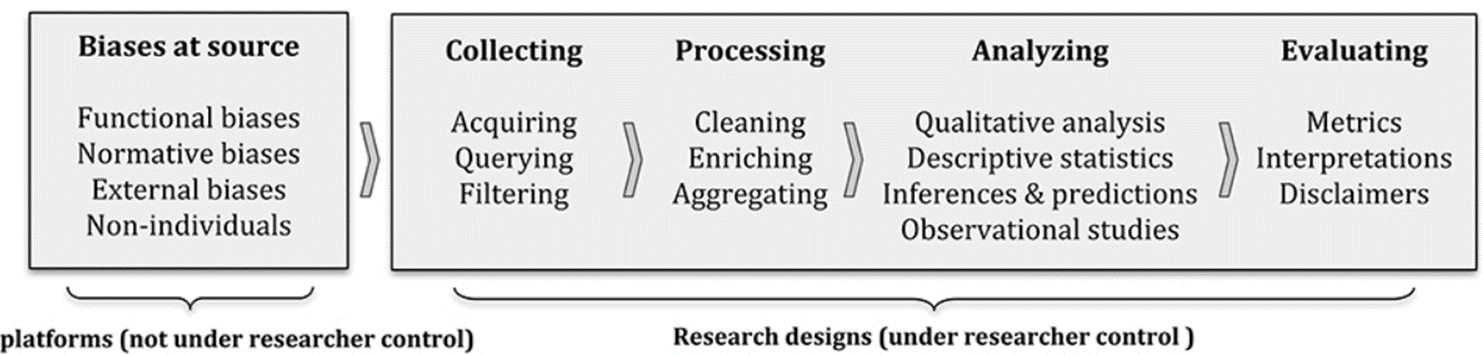 Biases at source
Functional biases
Normative biases
External biases
Non-individuals
Collecting
Acquiring
Querying
Filtering
Processing
Cleaning
Enriching
Aggregating
Analyzing
Qualitative analysis
Descriptive statistics
Inferences & predictions
Observational studies
Evaluating
Metrics
Interpretations
Disclaimers
platforms (not under researcher control)
Research designs (under researcher control )